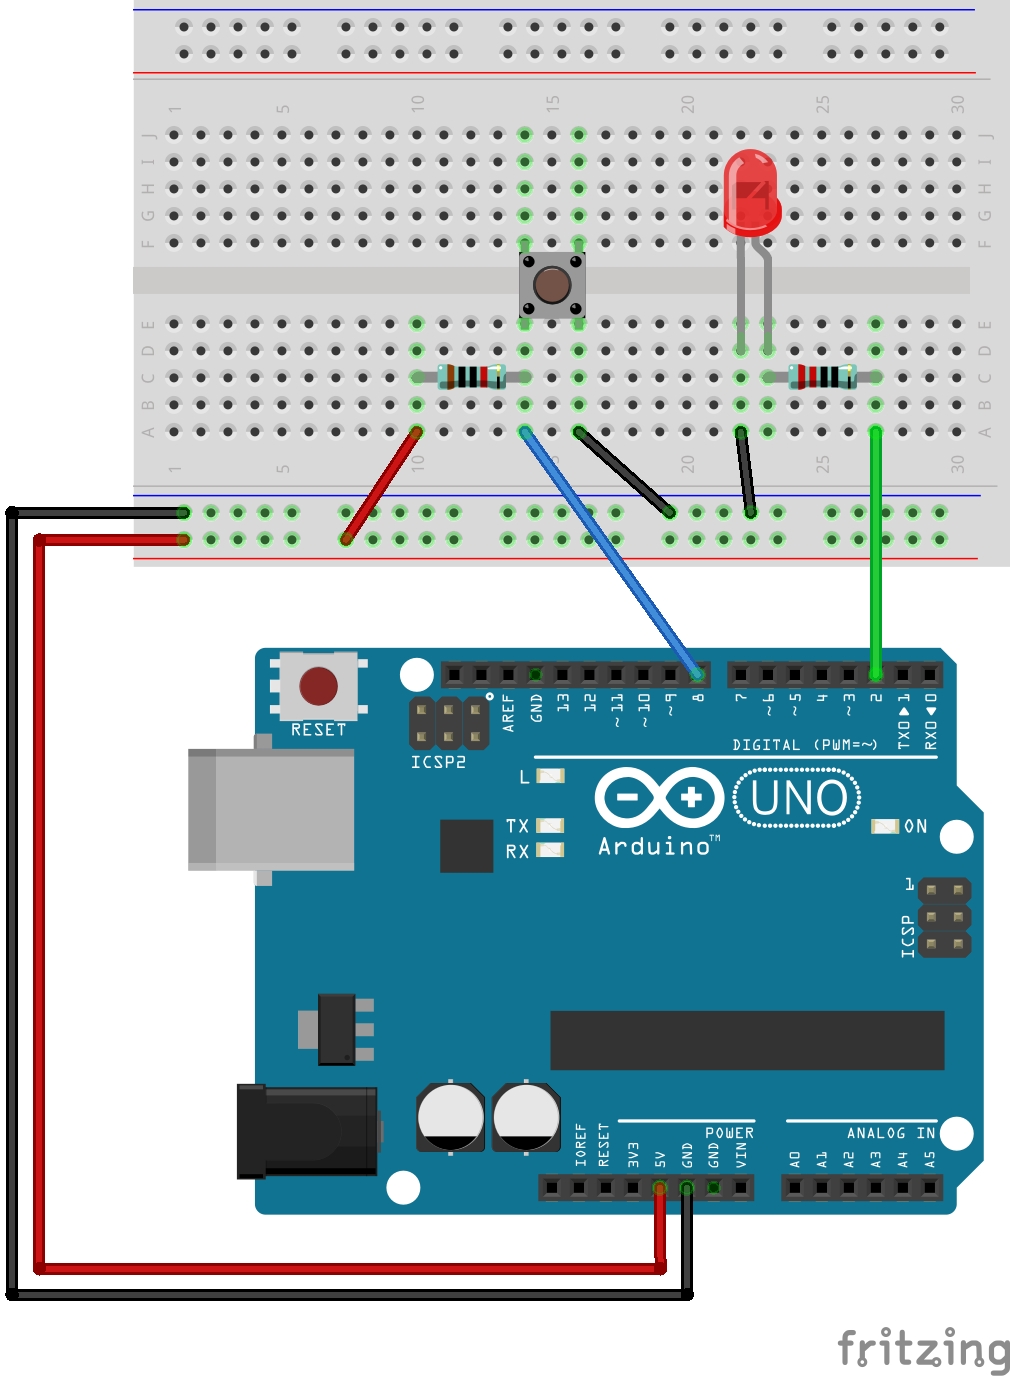 1 5 10 15 20 25 30
J J
I I
H H
G G
F F
E E
D D
C C
B B
A A
1 5 10 15 20 25 30
RESET
ICSP2
AREF
GND
13
12
~11
~10
~9
8
7
~6
~5
4
~3
2
TX0▶1
RX0◀0
DIGITAL (PWM=~)
L
TX
RX
UNO
Arduino™
ON
1
ICSP
POWER
ANALOG IN
IOREF
RESET
3V3
5V
GND
GND
VIN
A0
A1
A2
A3
A4
A5
fritzing